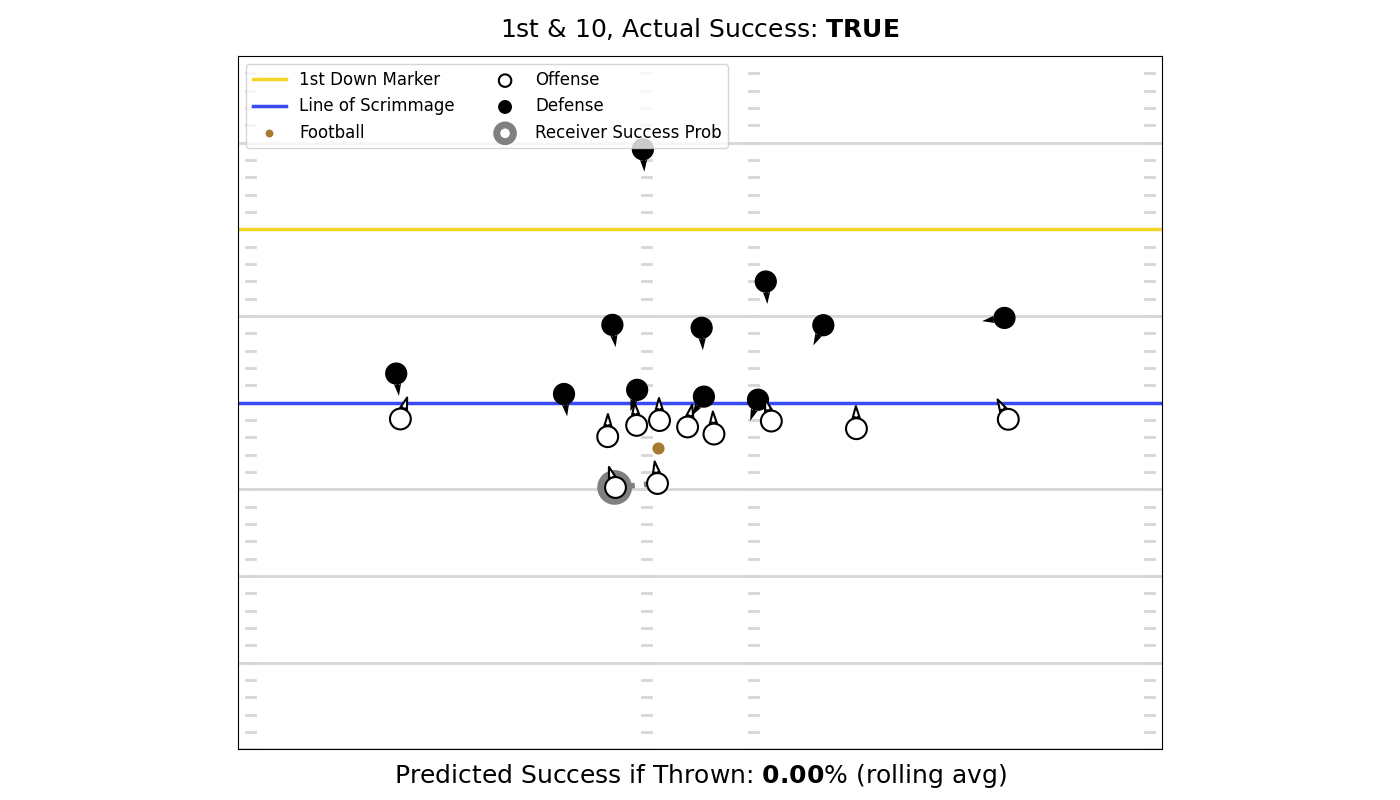 1st & 10, Actual Success: TRUE
1st Down Marker
Line of Scrimmage
Football
Offense
Defense
Receiver Success Prob
Predicted Success if Thrown: 0.00% (rolling avg)